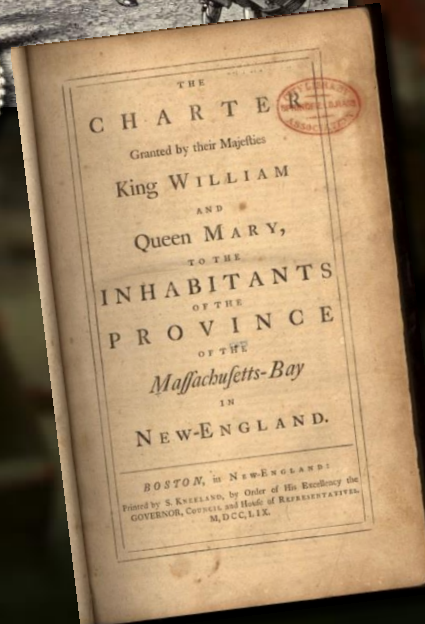 THE
CHARTER
Granted by their Majeſties
King WILLIAM
AND
Queen MARY,
TO THE
INHABITANTS
OF THE
PROVINCE
OF THE
Maſſachuſetts-Bay
IN
NEW-ENGLAND.
BOSTON, in NEW-ENGLAND:
Printed by S. KNEELAND, by Order of His Excellency the
GOVERNOR, COUNCIL and Houſe of REPRESENTATIVES.
M,DCC,LIX.
LIBRARY
ASSOCIATION